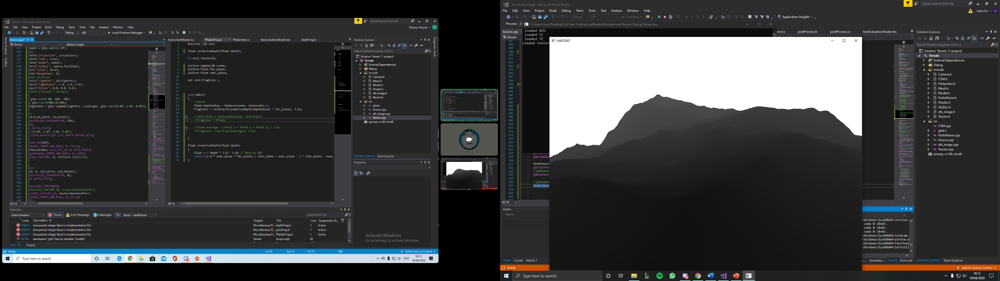 Terrain - Microsoft Visual Studio
Quick Launch (Ctrl+Q)
File Edit View Project Build Debug Team Tools Test Analyze Window Help
Thomas Huynh TH
Debug x86 Local Windows Debugger
Server Explorer
Toolbox
Source.cpp*
Terrain (Global Scope)
123 model = glm::mat4(1.0f);
124 ();
125 Mat4("projection", projection);
126 Mat4("view", view);
127 Mat4("model", model);
128 Vec3("eyePos", camera.Position);
129 Int("Scale", 50.0);
130 Int("heightMap", 0);
131 der uniforms
132 Vec3("lightPos", dirLightPos);
133 Vec3("LightColor", 1.0, 1.0, 1.0);
134 Vec3("OColor", 0.0, 0.0, 0.0);
135 etVec3("normal", normal);
136
137 glm::vec3(-80, 350, -80);
138 = glm::vec3(400,20,400);
139 lightView = glm::LookAt(lightPos, LookingAt, glm::vec3(0.0f, 1.0f, 0.0f));
140
141 ss
142 (0,0,SH_WIDTH, SH_HEIGHT);
143 ebuffer(GL_FRAMEBUFFER, FBO);
144 ();
145 L_DEPTH_TEST);
146 or(1.0f, 1.0f, 1.0f, 1.0f);
147 _COLOR_BUFFER_BIT | GL_DEPTH_BUFFER_BIT);
148
149 exArray(VAO);
150 ode(GL_FRONT_AND_BACK, GL_FILL);
151 tKey(window, GLFW_KEY_G) == GLFW_PRESS)
152 gonMode(GL_FRONT_AND_BACK, GL_LINE);
153 ys(GL_PATCHES, 0, vertices.size()/3);
154
155
156 sss
157 (0, 0, SCR_WIDTH, SCR_HEIGHT);
158 ebuffer(GL_FRAMEBUFFER, 0);
159 GL_DEPTH_TEST);
160
161 xture(GL_TEXTURE0);
162 xture(GL_TEXTURE_2D, textureColourbuffer);
163 ure(GL_TEXTURE_2D, textureDepthbuffer);
164 ode(GL_FRONT_AND_BACK, GL_FILL);
165 ();
100 %
tessControlShader.tcs PPplainFrag.fs PPplainVert.vs tessEvaluationShader.tes depthFrag.fs
1 #version 330 core
2
3 float LinearizeDepth(float depth);
4
5 in vec2 TexCoords;
6
7 uniform sampler2D scene;
8 uniform float far_plane;
9 uniform float near_plane;
10
11 out vec4 FragColor ;
12
13
14
15 void main()
16 {
17 //depth
18 float depthValue = texture(scene, TexCoords).r;
19 FragColor = vec4(vec3(LinearizeDepth(depthValue) / far_plane), 1.0);
20
21 //vec4 PPcol = texture2D(scene, TexCoords);
22 //FragColor = PPcol;
23
24 //float average = (PPcol.x + PPcol.y + PPcol.z) / 3.0;
25 //FragColor = vec4(vec3(average), 1.0);
26
27 }
28
29 float LinearizeDepth(float depth)
30 {
31 float z = depth * 2.0 - 1.0; // Back to NDC
32 return (2.0 * near_plane * far_plane) / (far_plane + near_plane - z * (far_plane - near_
33 }
100 %
Solution Explorer
Search Solution Explorer (Ctrl+;)
Solution 'Terrain' (1 project)
Terrain
External Dependencies
Debug
include
Camera.h
Mesh.h
Model.h
Shader.h
stb_image.h
Terrain.h
src
glad.c
Source.cpp
stb_image.cpp
Terrain.cpp
assimp-vc140-mt.dll
Solution Explorer Team Explorer
Properties
Diagnostic Tools
Error List ...
Entire Solution 7 Errors 0 of 9 Warnings 0 Messages Build + IntelliSense Search Error List
Code Description Project File Line Suppression St...
FS0010 Unexpected integer literal in implementation file Miscellaneous Fi... depthFrag.fs 1 Active
FS0010 Unexpected integer literal in implementation file Miscellaneous Fi... plainFrag.fs 1 Active
FS0010 Unexpected integer literal in implementation file Miscellaneous Fi... PPplainFrag.fs 1 Active
E0135 namespace "glm" has no member "LookAt" Terrain Source.cpp 30
Error List ... Output
Activate Windows
Go to Settings to activate Windows.
Ready Ln 30 Col 13 Ch 13 INS Add to Source Control
Type here to search
ENG
16:13
18/04/2020
Terrain (Running) - Microsoft Visual Studio
Quick Launch (Ctrl+Q)
File Edit View Project Build Debug Team Tools Test Analyze Window Help
Leon Le LL
Debug x86 Continue Application Insights
Process: [1
C:\Users\Leon\Desktop\Uni\Year 3\AdvancedShaders\Assignment\Terrain\Debug\Terrain.exe
Source.cpp
Terrain
loaded GEO
loaded TC
loaded TE
Loaded textur
IMAT3907
der.tcs postProcess.fs postProcess.vs tessEvaluationShader.tes
287
288
289
290
291
292
293
294
295
296
297
298
299
300
301
302
303
304
305
306
307
308
309
310
311
312
313
314
315
316
317
318
319
320 glDisable(
321 PostProces
322 glActiveTe
323 //glBindTex
324 glBindText
325
326 //glBindVe
327 RenderQuad
328
329
330
82 %
Autos
Name
Autos Locals Watch 1
\Windows\SysWOW64\version.
code 0 (0x0).
code 0 (0x0).
code 0 (0x0).
\Windows\SysWOW64\nvspcap.
\Windows\SysWOW64\winsta.d
\Windows\SysWOW64\TextInpu
\Windows\SysWOW64\iertutil
Immedia... Output Error List
Solution Explorer
Search Solution Explorer (Ctrl+;)
Solution 'Terrain' (1 project)
Terrain
External Dependencies
Debug
include
Camera.h
CSM.h
FileSystem.h
Mesh.h
Model.h
PerlinNoise.h
Shader.h
SkyBox.h
stb_image.h
Terrain.h
src
CSM.cpp
glad.c
PerlinNoise.cpp
Source.cpp
stb_image.cpp
Terrain.cpp
assimp-vc140-mt.dll
Solution Explorer Team Explorer
Ready Add to Source Control
Type here to search
16:13
18/04/2020